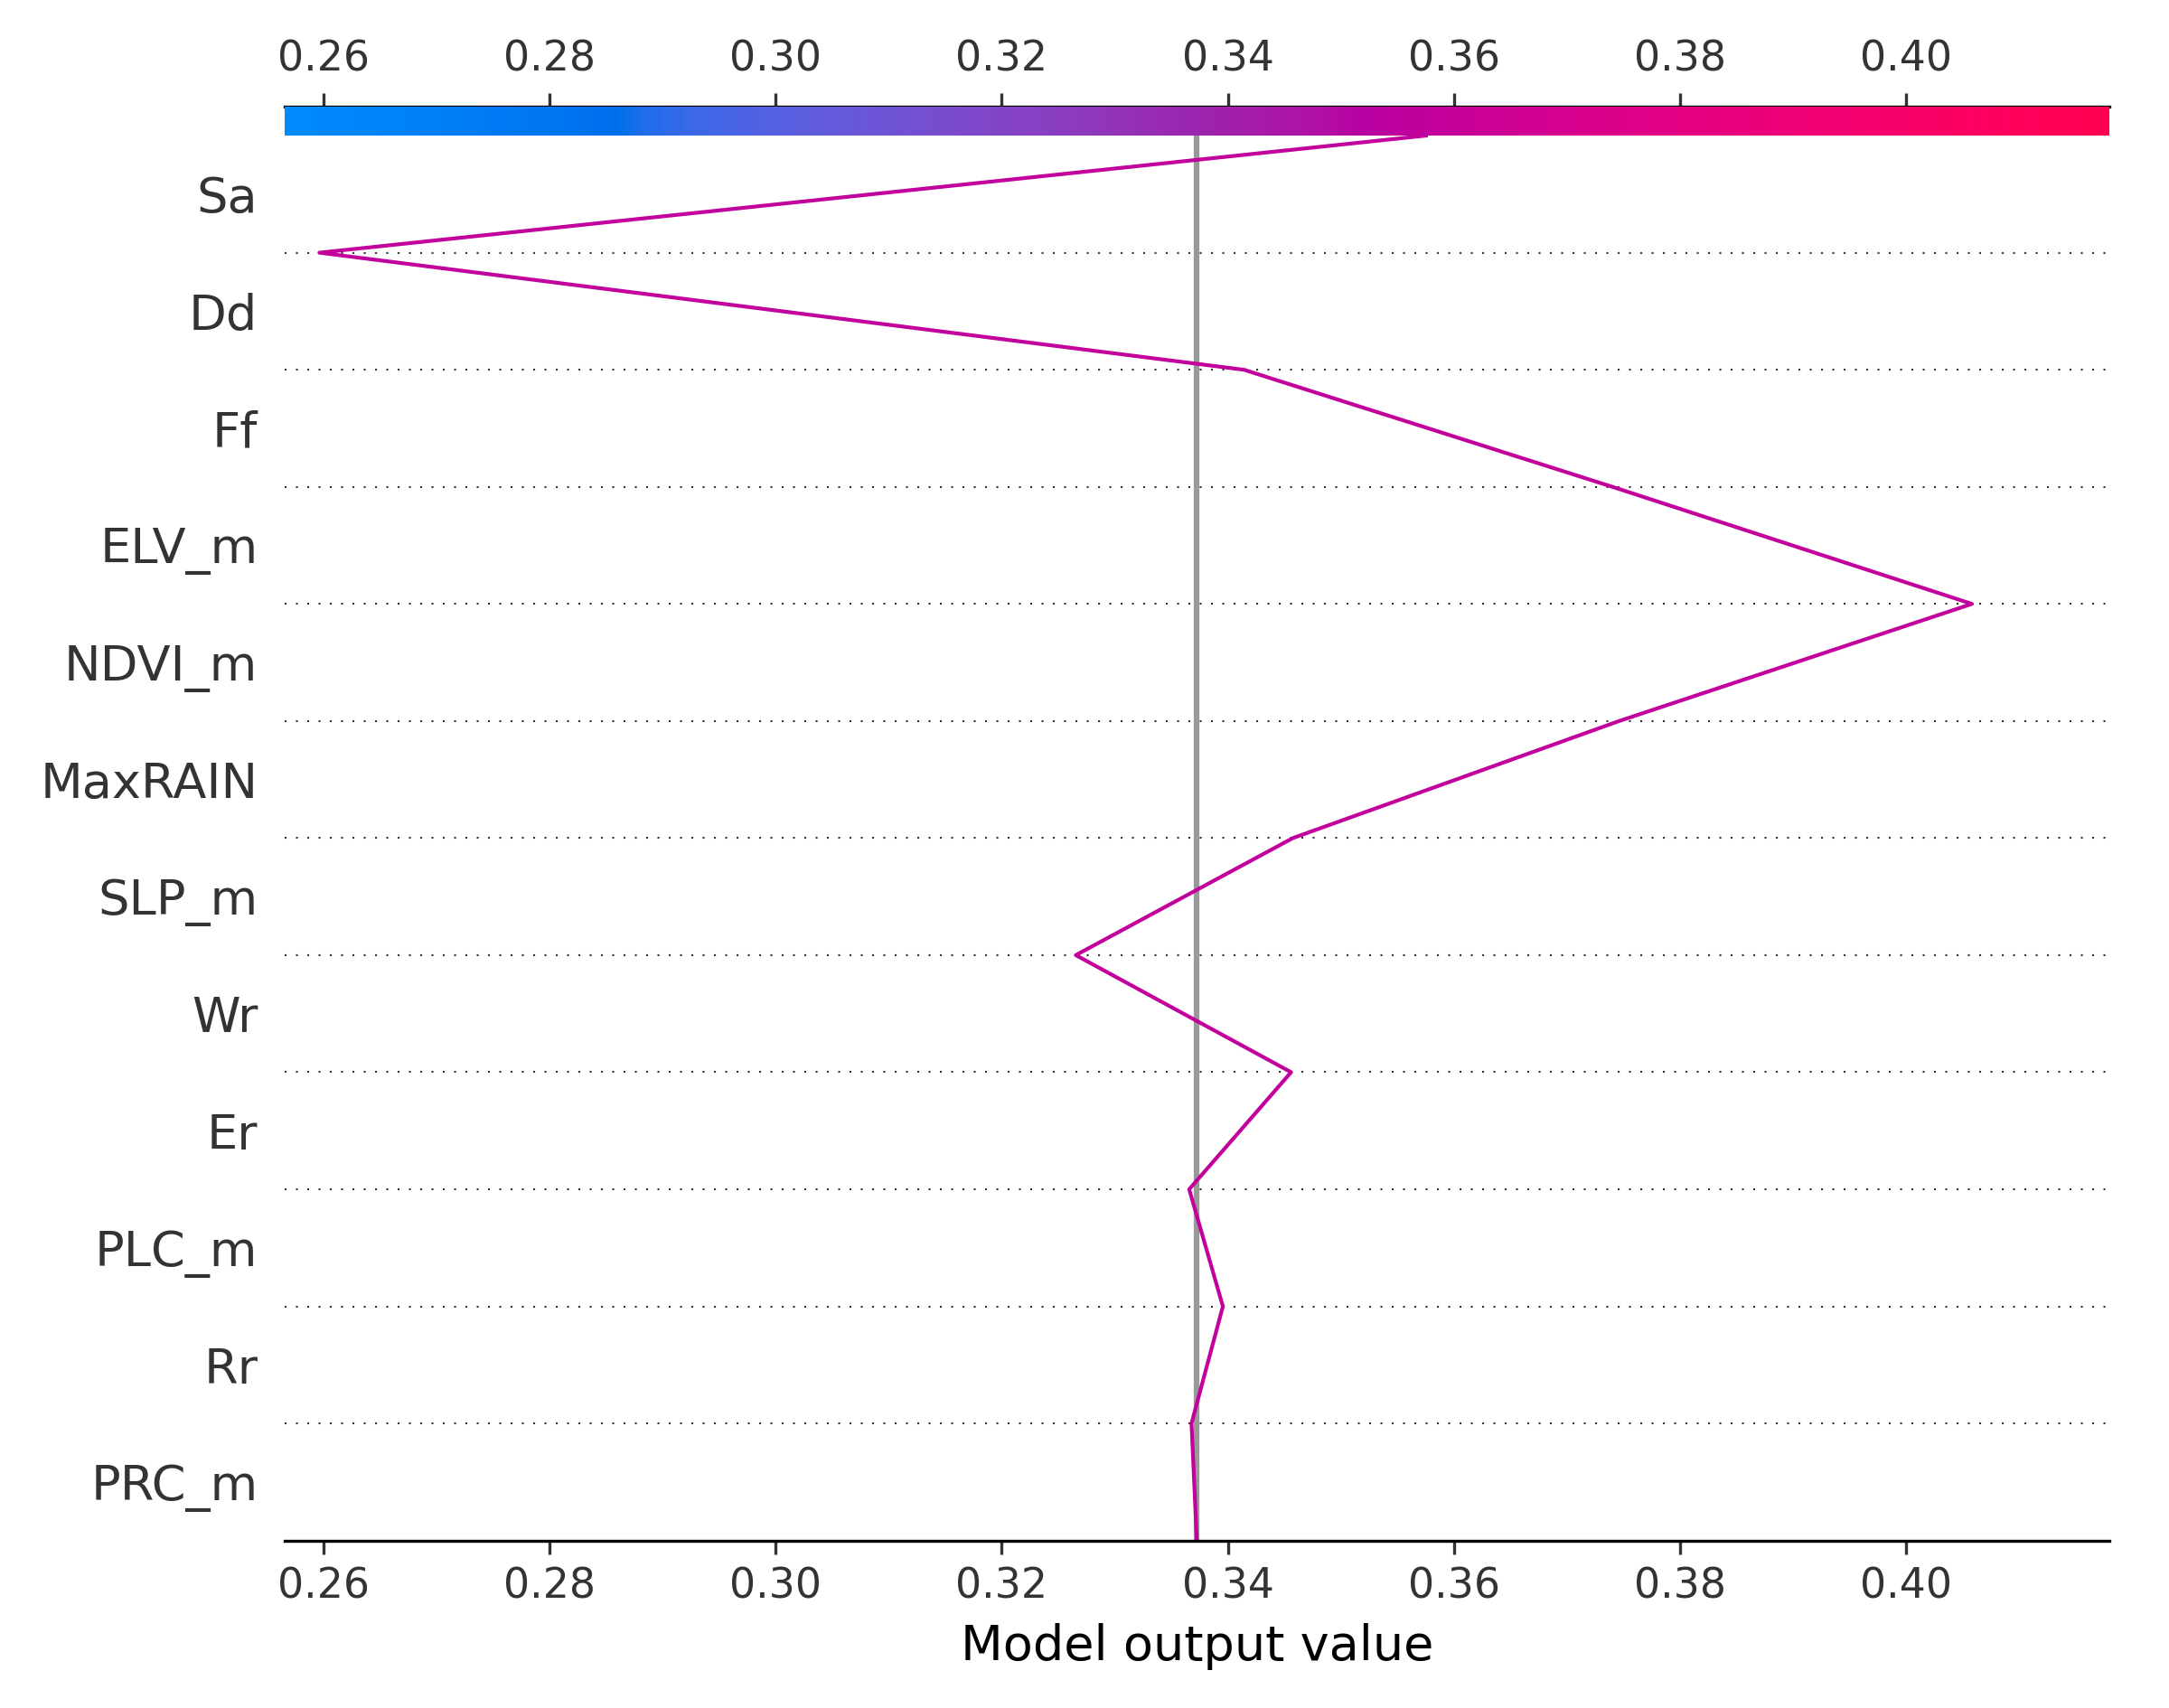 0.26 0.28 0.30 0.32 0.34 0.36 0.38 0.40
Sa
Dd
Ff
ELV_m
NDVI_m
MaxRAIN
SLP_m
Wr
Er
PLC_m
Rr
PRC_m
0.26 0.28 0.30 0.32 0.34 0.36 0.38 0.40
Model output value